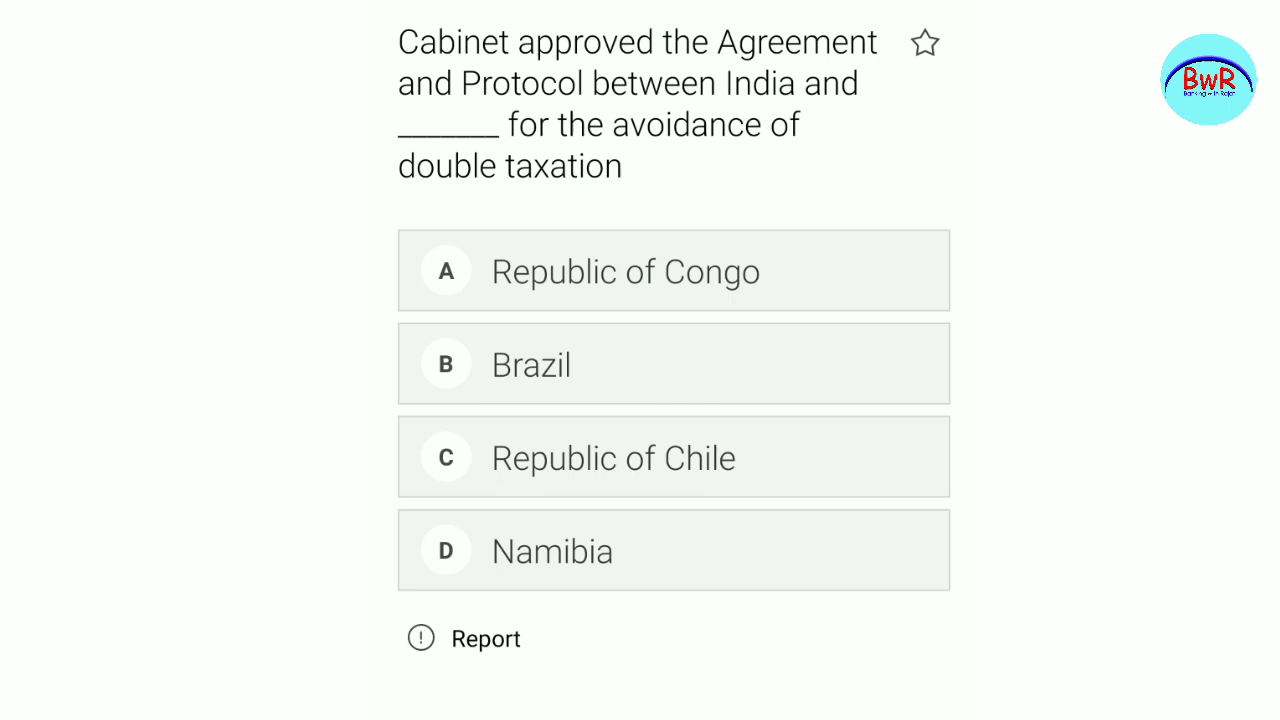 Cabinet approved the Agreement
and Protocol between India and
_______ for the avoidance of
double taxation
A Republic of Congo
B Brazil
C Republic of Chile
D Namibia
! Report
BwR